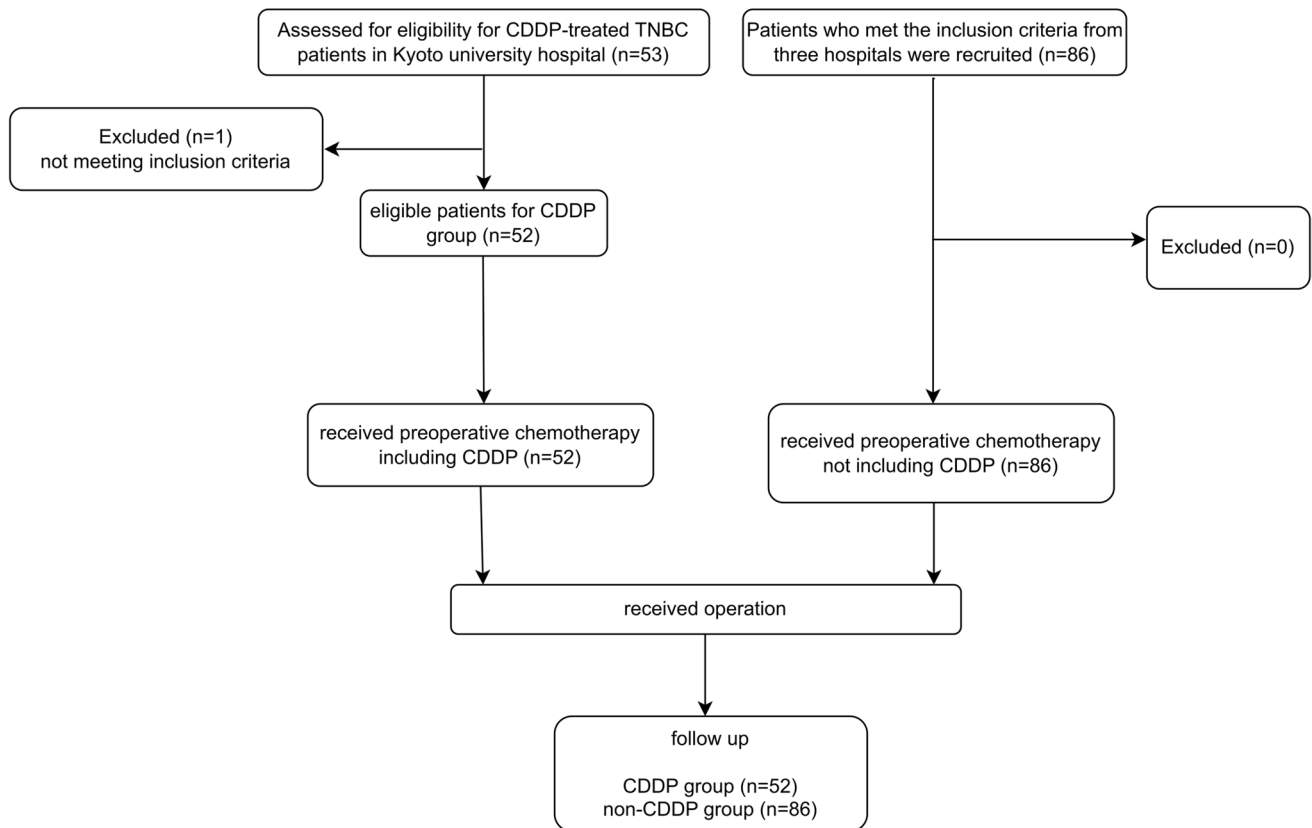 Assessed for eligibility for CDDP-treated TNBC
patients in Kyoto university hospital (n=53)
Patients who met the inclusion criteria from
three hospitals were recruited (n=86)
Excluded (n=1)
not meeting inclusion criteria
eligible patients for CDDP
group (n=52)
Excluded (n=0)
received preoperative chemotherapy
including CDDP (n=52)
received preoperative chemotherapy
not including CDDP (n=86)
received operation
follow up
CDDP group (n=52)
non-CDDP group (n=86)